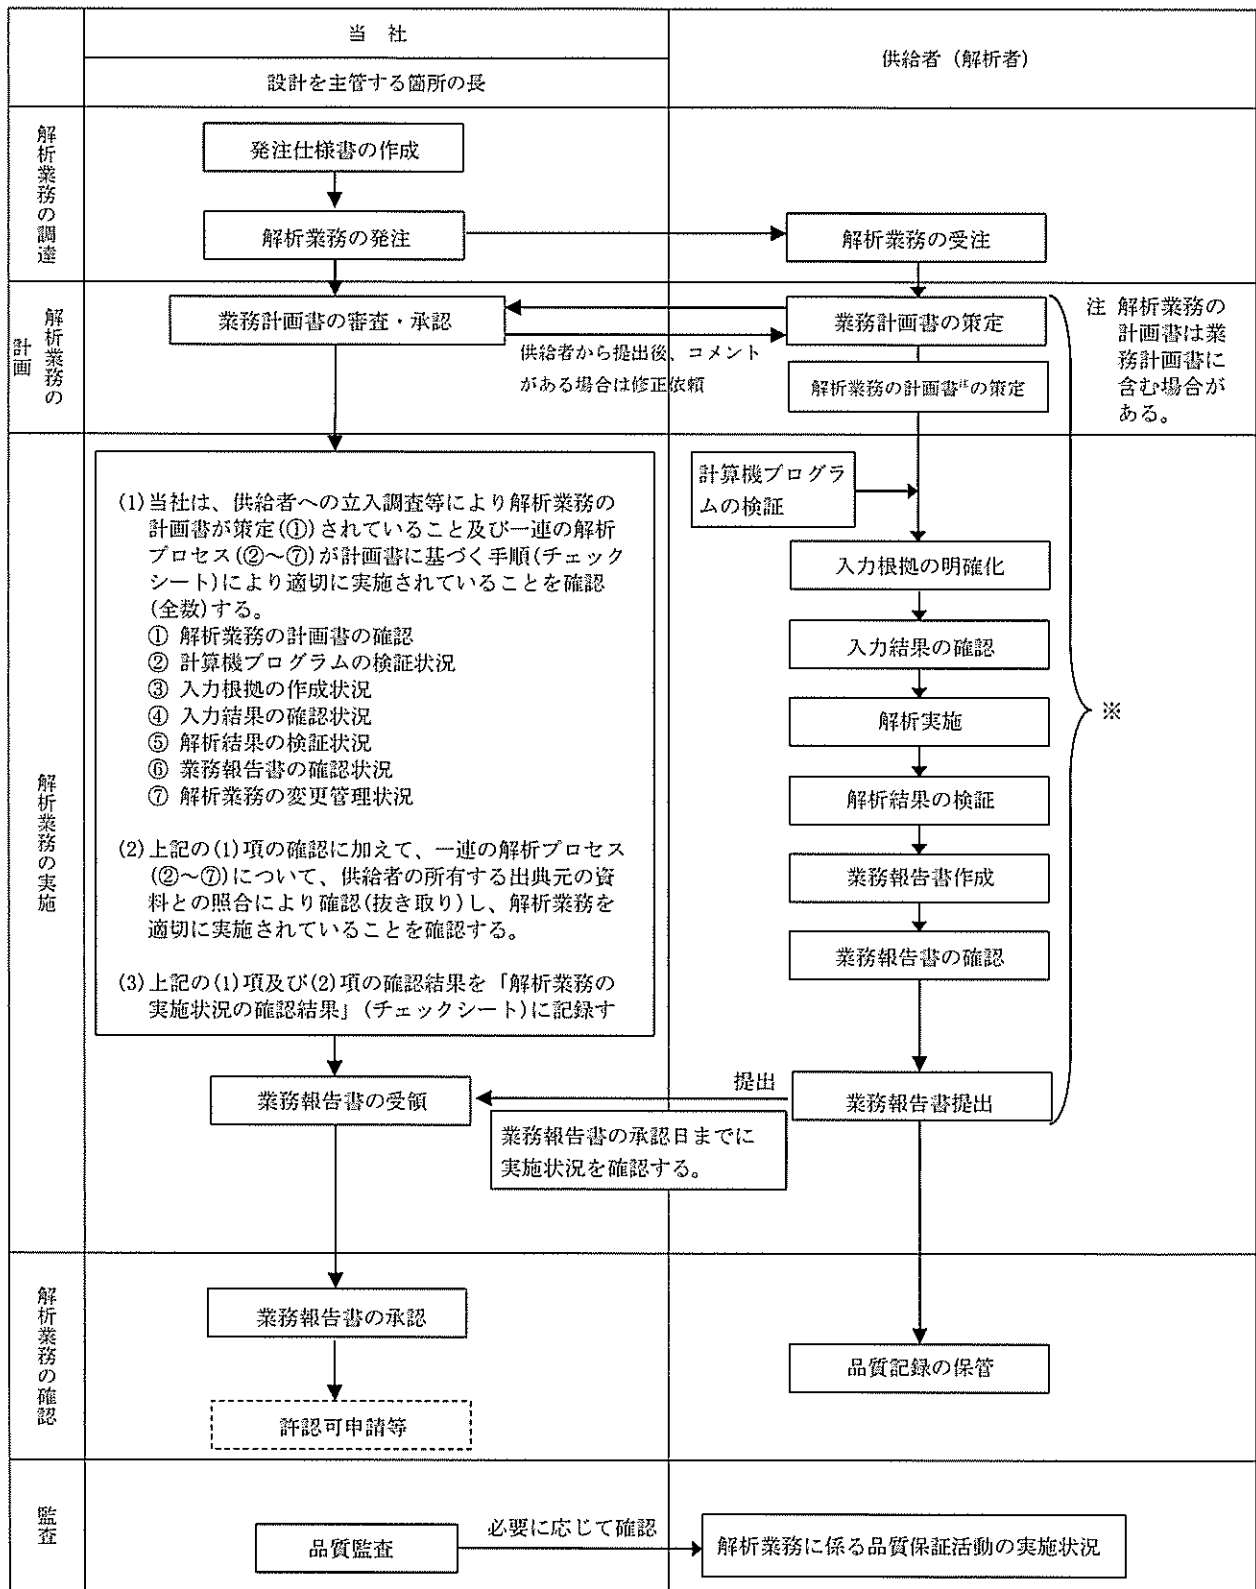 当 社
設計を主管する箇所の長
供給者（解析者）
解析業務の調達
発注仕様書の作成
解析業務の発注
解析業務の受注
解析業務の
計画
業務計画書の審査・承認
業務計画書の策定
供給者から提出後、コメント
がある場合は修正依頼
解析業務の計画書注の策定
注 解析業務の
計画書は業
務計画書に
含む場合が
ある。
解析業務の実施
(1)当社は、供給者への立入調査等により解析業務の
計画書が策定(①)されていること及び一連の解析
プロセス(②～⑦)が計画書に基づく手順(チェック
シート)により適切に実施されていることを確認
(全数)する。
① 解析業務の計画書の確認
② 計算機プログラムの検証状況
③ 入力根拠の作成状況
④ 入力結果の確認状況
⑤ 解析結果の検証状況
⑥ 業務報告書の確認状況
⑦ 解析業務の変更管理状況
(2)上記の(1)項の確認に加えて、一連の解析プロセス
(②～⑦)について、供給者の所有する出典元の資
料との照合により確認(抜き取り)し、解析業務を
適切に実施されていることを確認する。
(3)上記の(1)項及び(2)項の確認結果を「解析業務の
実施状況の確認結果」(チェックシート)に記録す
計算機プログラ
ムの検証
入力根拠の明確化
入力結果の確認
解析実施
※
解析結果の検証
業務報告書作成
業務報告書の確認
業務報告書の受領
提出
業務報告書提出
業務報告書の承認日までに
実施状況を確認する。
解析業務の確認
業務報告書の承認
品質記録の保管
許認可申請等
監査
品質監査
必要に応じて確認
解析業務に係る品質保証活動の実施状況